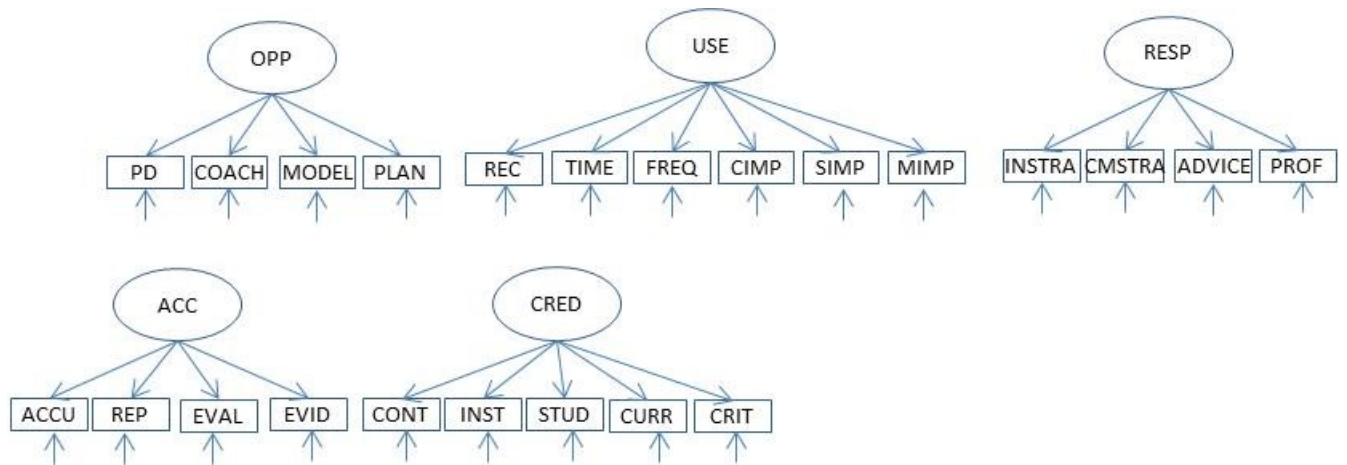 OPP
USE
RESP
PD COACH MODEL PLAN
REC TIME FREQ CIMP SIMP MIMP
INSTRA CMSTRA ADVICE PROF
ACC
CRED
ACCU REP EVAL EVID
CONT INST STUD CURR CRIT